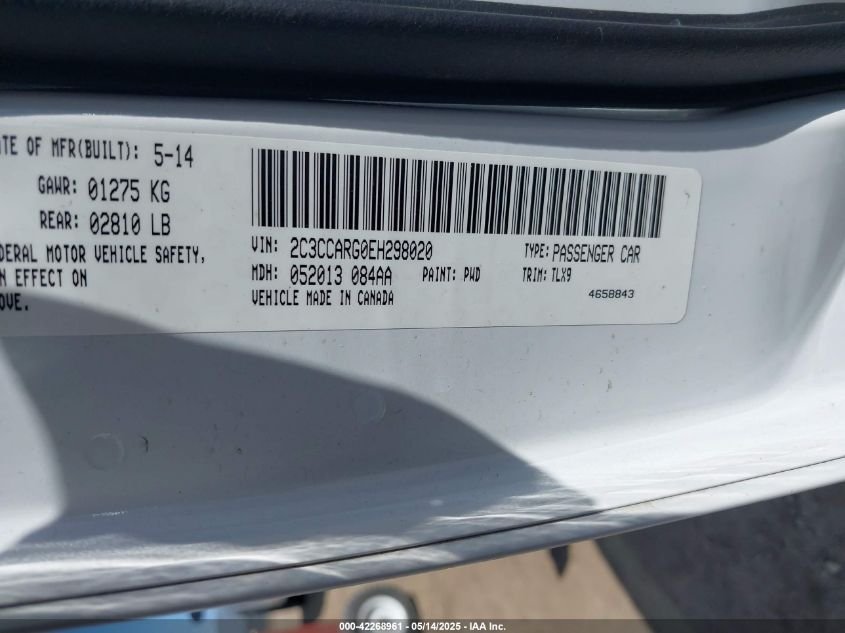 ATE OF MFR(BUILT): 5-14
GAWR: 01275 KG
REAR: 02810 LB
DERAL MOTOR VEHICLE SAFETY,
N EFFECT ON
OVE.
VIN: 2C3CCARG0EH298020 TYPE: PASSENGER CAR
MDH: 052013 084AA PAINT: PWD TRIM: TLX9
VEHICLE MADE IN CANADA 4658843
000-42268961 - 05/14/2025 - IAA Inc.